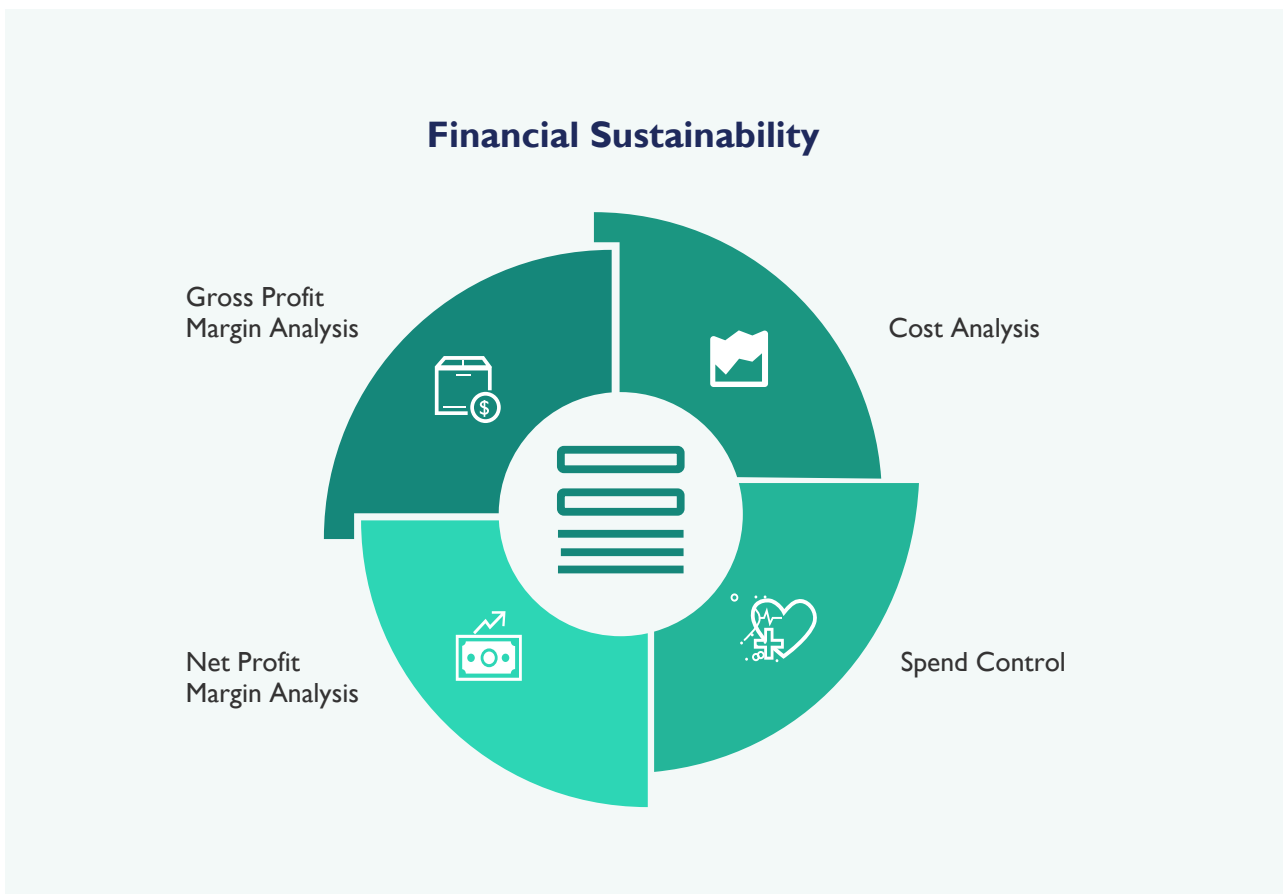 Financial Sustainability
Gross Profit
Margin Analysis
Cost Analysis
$
Net Profit
Margin Analysis
Spend Control